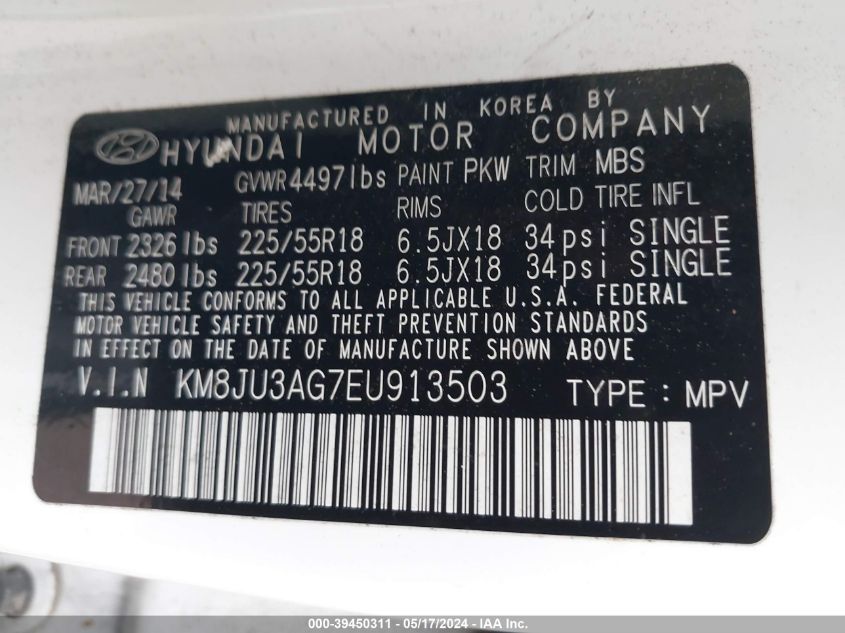 MANUFACTURED IN KOREA BY
HYUNDAI MOTOR COMPANY
MAR/27/14 GVWR 4497lbs PAINT PKW TRIM MBS
GAWR TIRES RIMS COLD TIRE INFL
FRONT 2326 lbs 225/55R18 6.5JX18 34psi SINGLE
REAR 2480 lbs 225/55R18 6.5JX18 34psi SINGLE
THIS VEHICLE CONFORMS TO ALL APPLICABLE U.S.A. FEDERAL
MOTOR VEHICLE SAFETY AND THEFT PREVENTION STANDARDS
IN EFFECT ON THE DATE OF MANUFACTURE SHOWN ABOVE
V.I.N KM8JU3AG7EU913503 TYPE : MPV
000-39450311 - 05/17/2024 - IAA Inc.